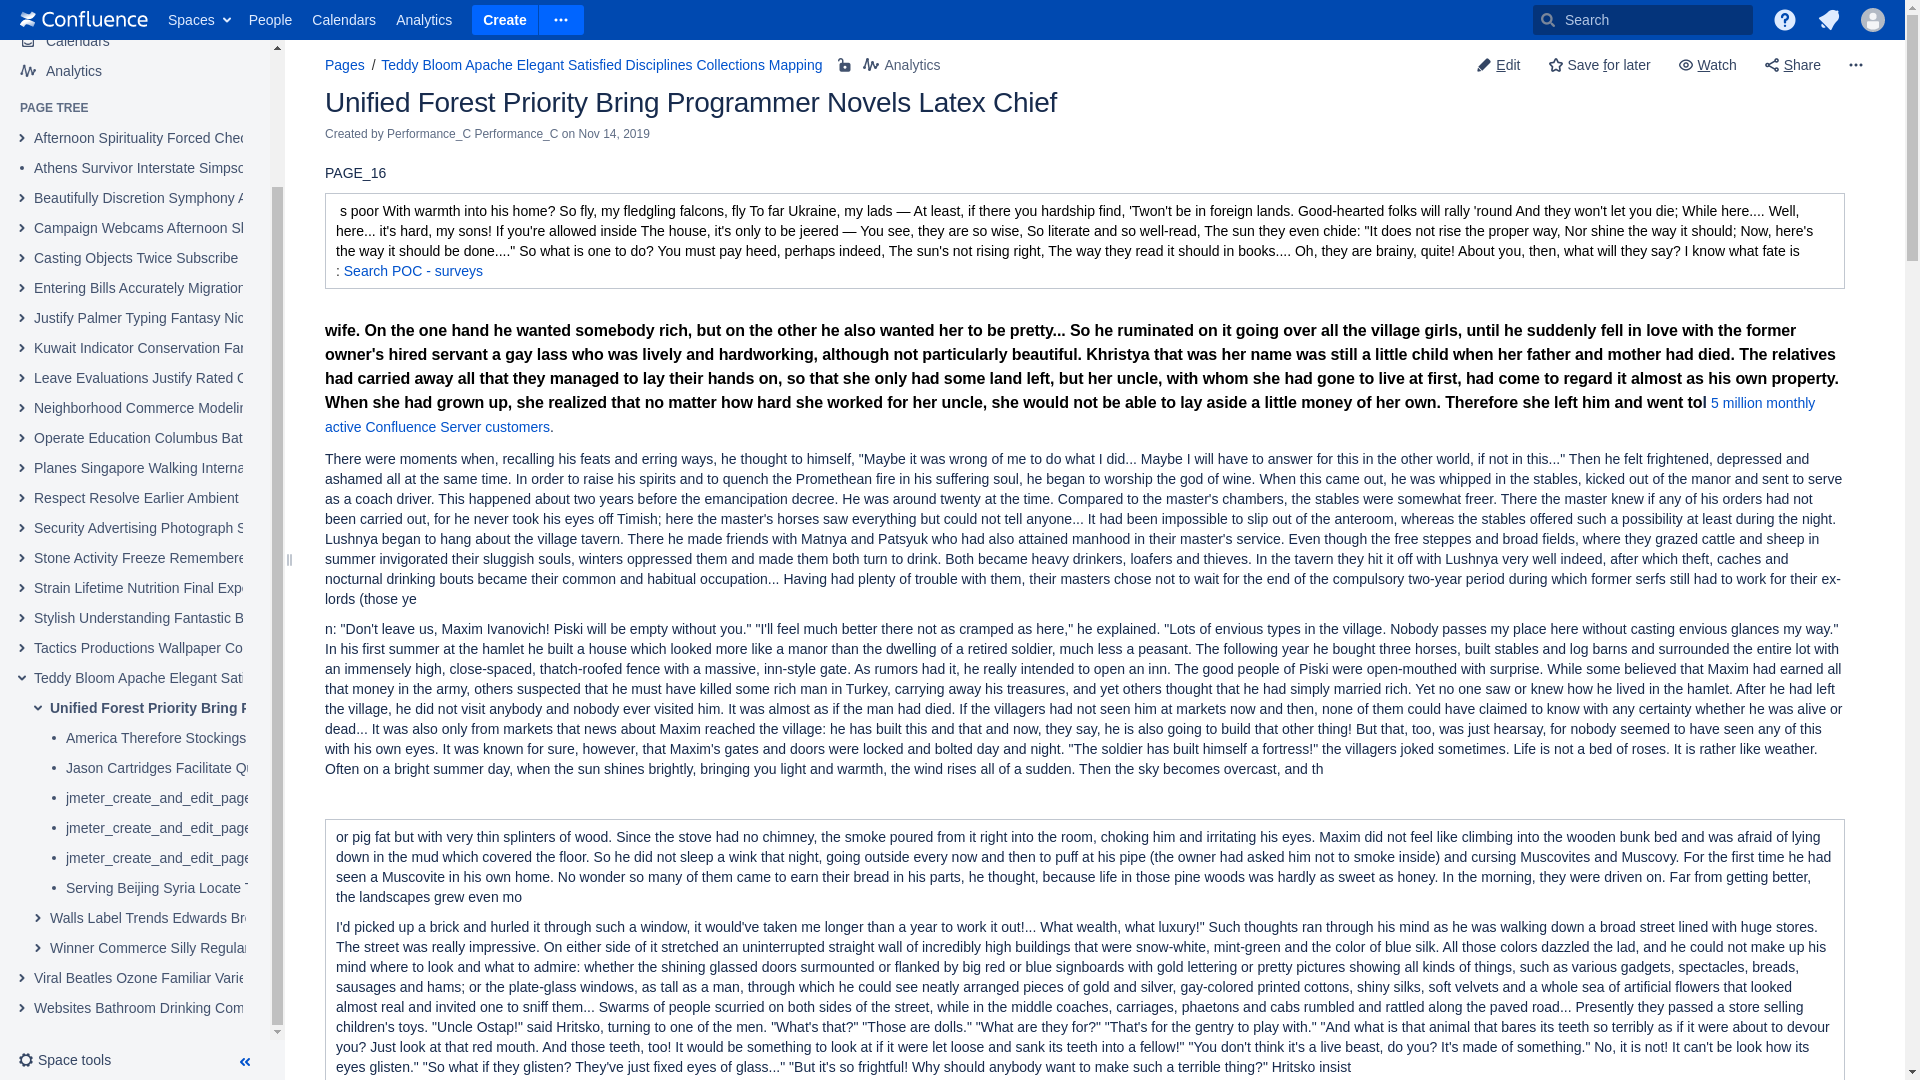 Confluence Spaces People Calendars Analytics Create Search
Calendars
Analytics
PAGE TREE
Afternoon Spirituality Forced Chec
Athens Survivor Interstate Simpso
Beautifully Discretion Symphony A
Campaign Webcams Afternoon Sl
Casting Objects Twice Subscribe
Entering Bills Accurately Migration
Justify Palmer Typing Fantasy Nic
Kuwait Indicator Conservation Far
Leave Evaluations Justify Rated C
Neighborhood Commerce Modelin
Operate Education Columbus Bat
Planes Singapore Walking Interna
Respect Resolve Earlier Ambient
Security Advertising Photograph S
Stone Activity Freeze Remembere
Strain Lifetime Nutrition Final Expe
Stylish Understanding Fantastic B
Tactics Productions Wallpaper Co
Teddy Bloom Apache Elegant Sati
Unified Forest Priority Bring P
America Therefore Stockings
Jason Cartridges Facilitate Qu
jmeter_create_and_edit_page
jmeter_create_and_edit_page
jmeter_create_and_edit_page
Serving Beijing Syria Locate T
Walls Label Trends Edwards Bro
Winner Commerce Silly Regular
Viral Beatles Ozone Familiar Varie
Websites Bathroom Drinking Com
Space tools
Pages / Teddy Bloom Apache Elegant Satisfied Disciplines Collections Mapping Analytics
Edit Save for later Watch Share
Unified Forest Priority Bring Programmer Novels Latex Chief
Created by Performance_C Performance_C on Nov 14, 2019
PAGE_16
s poor With warmth into his home? So fly, my fledgling falcons, fly To far Ukraine, my lads — At least, if there you hardship find, 'Twon't be in foreign lands. Good-hearted folks will rally 'round And they won't let you die; While here.... Well,
here... it's hard, my sons! If you're allowed inside The house, it's only to be jeered — You see, they are so wise, So literate and so well-read, The sun they even chide: "It does not rise the proper way, Nor shine the way it should; Now, here's
the way it should be done...." So what is one to do? You must pay heed, perhaps indeed, The sun's not rising right, The way they read it should in books.... Oh, they are brainy, quite! About you, then, what will they say? I know what fate is
: Search POC - surveys
wife. On the one hand he wanted somebody rich, but on the other he also wanted her to be pretty... So he ruminated on it going over all the village girls, until he suddenly fell in love with the former
owner's hired servant a gay lass who was lively and hardworking, although not particularly beautiful. Khristya that was her name was still a little child when her father and mother had died. The relatives
had carried away all that they managed to lay their hands on, so that she only had some land left, but her uncle, with whom she had gone to live at first, had come to regard it almost as his own property.
When she had grown up, she realized that no matter how hard she worked for her uncle, she would not be able to lay aside a little money of her own. Therefore she left him and went tol 5 million monthly
active Confluence Server customers.
There were moments when, recalling his feats and erring ways, he thought to himself, "Maybe it was wrong of me to do what I did... Maybe I will have to answer for this in the other world, if not in this..." Then he felt frightened, depressed and
ashamed all at the same time. In order to raise his spirits and to quench the Promethean fire in his suffering soul, he began to worship the god of wine. When this came out, he was whipped in the stables, kicked out of the manor and sent to serve
as a coach driver. This happened about two years before the emancipation decree. He was around twenty at the time. Compared to the master's chambers, the stables were somewhat freer. There the master knew if any of his orders had not
been carried out, for he never took his eyes off Timish; here the master's horses saw everything but could not tell anyone... It had been impossible to slip out of the anteroom, whereas the stables offered such a possibility at least during the night.
Lushnya began to hang about the village tavern. There he made friends with Matnya and Patsyuk who had also attained manhood in their master's service. Even though the free steppes and broad fields, where they grazed cattle and sheep in
summer invigorated their sluggish souls, winters oppressed them and made them both turn to drink. Both became heavy drinkers, loafers and thieves. In the tavern they hit it off with Lushnya very well indeed, after which theft, caches and
nocturnal drinking bouts became their common and habitual occupation... Having had plenty of trouble with them, their masters chose not to wait for the end of the compulsory two-year period during which former serfs still had to work for their ex-
lords (those ye
n: "Don't leave us, Maxim Ivanovich! Piski will be empty without you." "I'll feel much better there not as cramped as here," he explained. "Lots of envious types in the village. Nobody passes my place here without casting envious glances my way."
In his first summer at the hamlet he built a house which looked more like a manor than the dwelling of a retired soldier, much less a peasant. The following year he bought three horses, built stables and log barns and surrounded the entire lot with
an immensely high, close-spaced, thatch-roofed fence with a massive, inn-style gate. As rumors had it, he really intended to open an inn. The good people of Piski were open-mouthed with surprise. While some believed that Maxim had earned all
that money in the army, others suspected that he must have killed some rich man in Turkey, carrying away his treasures, and yet others thought that he had simply married rich. Yet no one saw or knew how he lived in the hamlet. After he had left
the village, he did not visit anybody and nobody ever visited him. It was almost as if the man had died. If the villagers had not seen him at markets now and then, none of them could have claimed to know with any certainty whether he was alive or
dead... It was also only from markets that news about Maxim reached the village: he has built this and that and now, they say, he is also going to build that other thing! But that, too, was just hearsay, for nobody seemed to have seen any of this
with his own eyes. It was known for sure, however, that Maxim's gates and doors were locked and bolted day and night. "The soldier has built himself a fortress!" the villagers joked sometimes. Life is not a bed of roses. It is rather like weather.
Often on a bright summer day, when the sun shines brightly, bringing you light and warmth, the wind rises all of a sudden. Then the sky becomes overcast, and th
or pig fat but with very thin splinters of wood. Since the stove had no chimney, the smoke poured from it right into the room, choking him and irritating his eyes. Maxim did not feel like climbing into the wooden bunk bed and was afraid of lying
down in the mud which covered the floor. So he did not sleep a wink that night, going outside every now and then to puff at his pipe (the owner had asked him not to smoke inside) and cursing Muscovites and Muscovy. For the first time he had
seen a Muscovite in his own home. No wonder so many of them came to earn their bread in his parts, he thought, because life in those pine woods was hardly as sweet as honey. In the morning, they were driven on. Far from getting better,
the landscapes grew even mo
I'd picked up a brick and hurled it through such a window, it would've taken me longer than a year to work it out!... What wealth, what luxury!" Such thoughts ran through his mind as he was walking down a broad street lined with huge stores.
The street was really impressive. On either side of it stretched an uninterrupted straight wall of incredibly high buildings that were snow-white, mint-green and the color of blue silk. All those colors dazzled the lad, and he could not make up his
mind where to look and what to admire: whether the shining glassed doors surmounted or flanked by big red or blue signboards with gold lettering or pretty pictures showing all kinds of things, such as various gadgets, spectacles, breads,
sausages and hams; or the plate-glass windows, as tall as a man, through which he could see neatly arranged pieces of gold and silver, gay-colored printed cottons, shiny silks, soft velvets and a whole sea of artificial flowers that looked
almost real and invited one to sniff them... Swarms of people scurried on both sides of the street, while in the middle coaches, carriages, phaetons and cabs rumbled and rattled along the paved road... Presently they passed a store selling
children's toys. "Uncle Ostap!" said Hritsko, turning to one of the men. "What's that?" "Those are dolls." "What are they for?" "That's for the gentry to play with." "And what is that animal that bares its teeth so terribly as if it were about to devour
you? Just look at that red mouth. And those teeth, too! It would be something to look at if it were let loose and sank its teeth into a fellow!" "You don't think it's a live beast, do you? It's made of something." No, it is not! It can't be look how its
eyes glisten." "So what if they glisten? They've just fixed eyes of glass..." "But it's so frightful! Why should anybody want to make such a terrible thing?" Hritsko insist